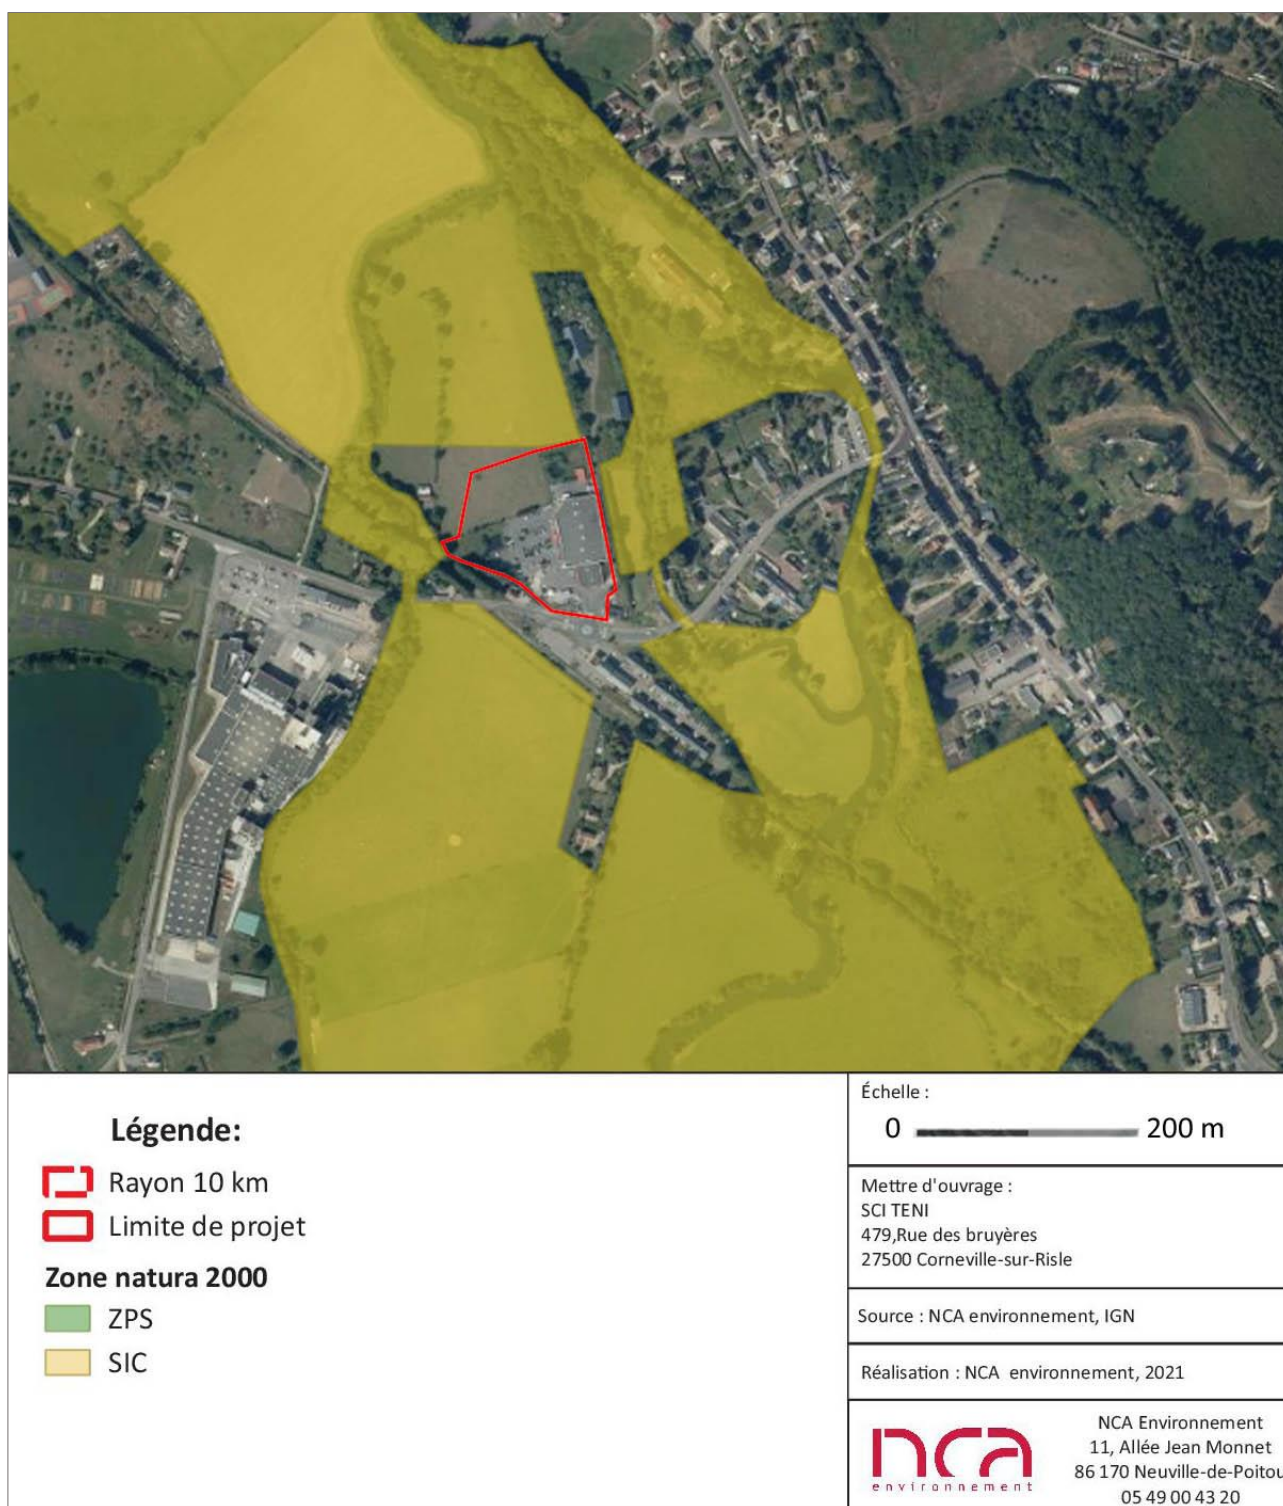 Légende:
Rayon 10 km
Limite de projet
Zone natura 2000
ZPS
SIC
Échelle :
0 200 m
Mettre d'ouvrage :
SCI TENI
479,Rue des bruyères
27500 Corneville-sur-Risle
Source : NCA environnement, IGN
Réalisation : NCA environnement, 2021
nca
environnement
NCA Environnement
11, Allée Jean Monnet
86 170 Neuville-de-Poitou
05 49 00 43 20